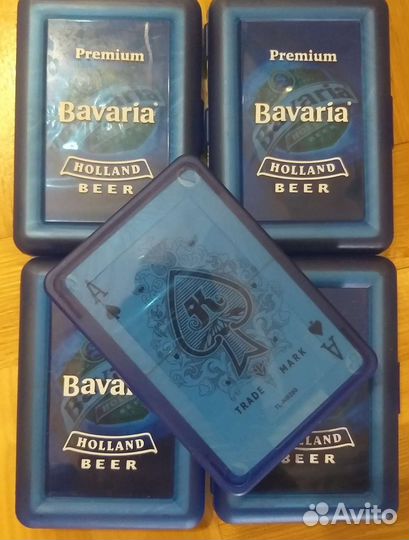 Premium
Bavaria
HOLLAND
BEER
Premium
Bavaria
HOLLAND
BEER
A
K
TRADE MARK
A
Bavaria
HOLLAND
BEER
HOLLAND
BEER
Avito